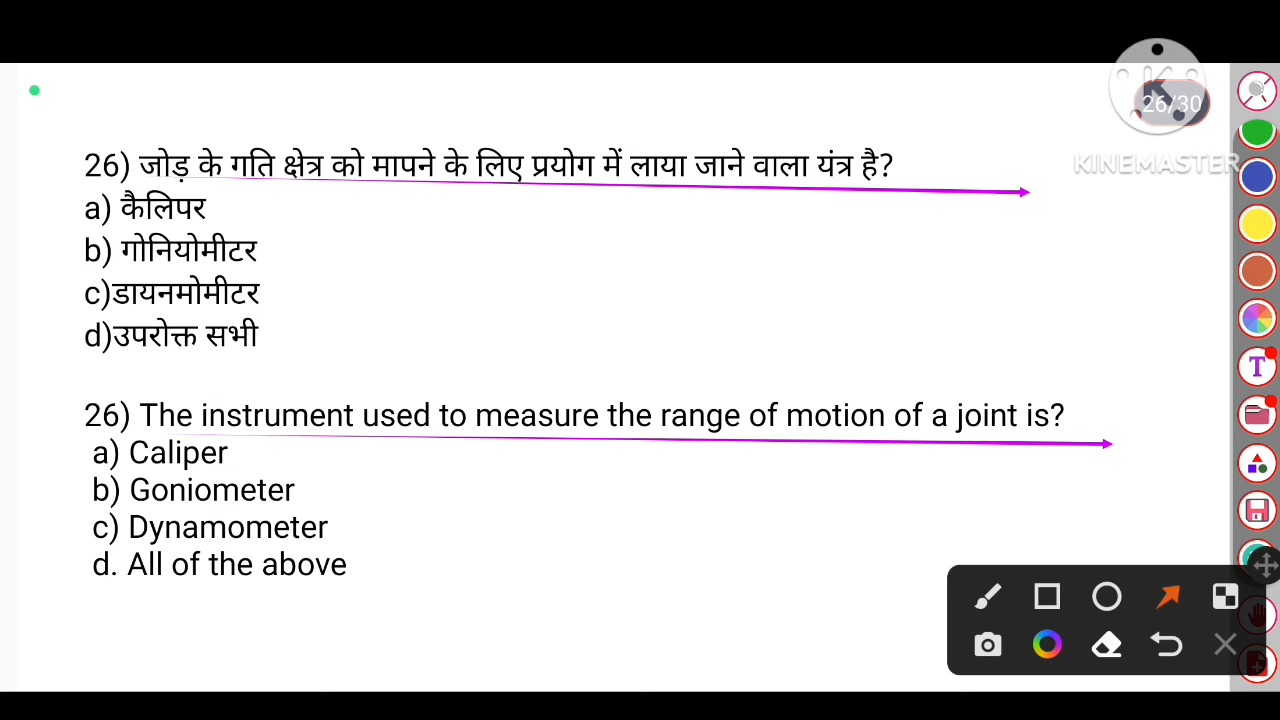 26/30
KINEMASTER
26) जोड़ के गति क्षेत्र को मापने के लिए प्रयोग में लाया जाने वाला यंत्र है?
a) कैलिपर
b) गोनियोमीटर
c)डायनमोमीटर
d)उपरोक्त सभी
26) The instrument used to measure the range of motion of a joint is?
a) Caliper
b) Goniometer
c) Dynamometer
d. All of the above
T